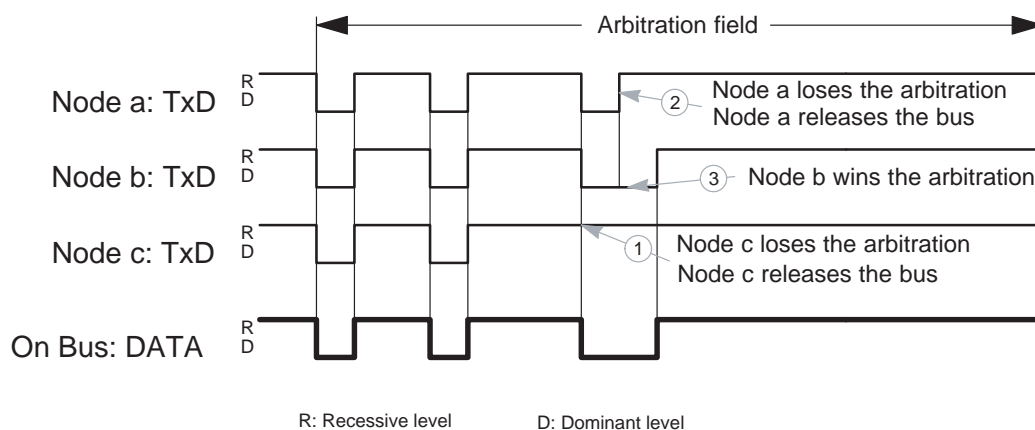 Arbitration field
Node a: TxD
R
D
2
Node a loses the arbitration
Node a releases the bus
Node b: TxD
R
D
3
Node b wins the arbitration
Node c: TxD
R
D
1
Node c loses the arbitration
Node c releases the bus
On Bus: DATA
R
D
R: Recessive level
D: Dominant level